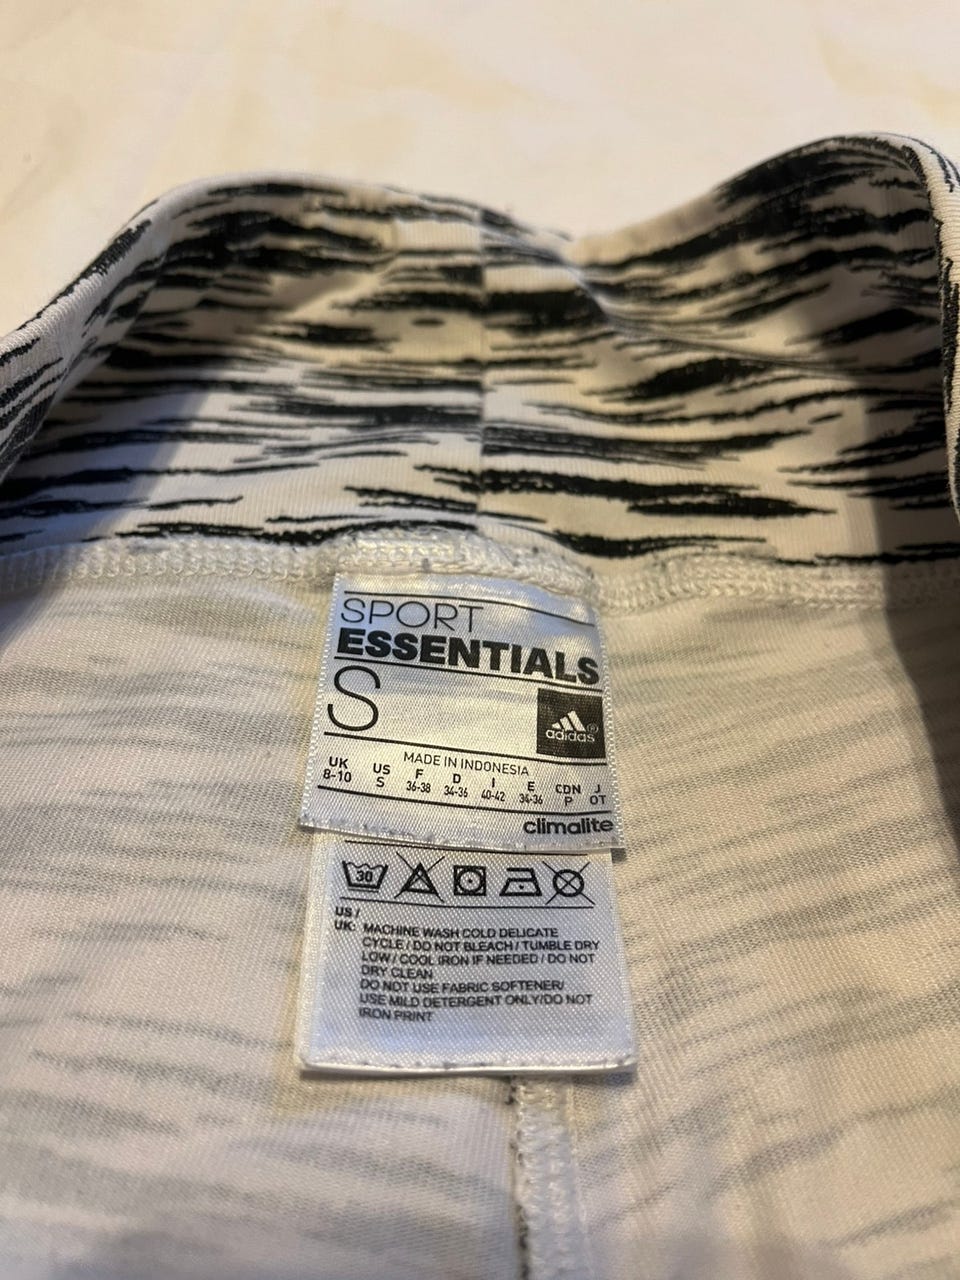 SPORT
ESSENTIALS
S
adidas®
MADE IN INDONESIA
UK US F D I E CDN J
8-10 S 36-38 34-36 40-42 34-36 P OT
climalite
30
US /
UK: MACHINE WASH COLD DELICATE
CYCLE / DO NOT BLEACH / TUMBLE DRY
LOW / COOL IRON IF NEEDED / DO NOT
DRY CLEAN
DO NOT USE FABRIC SOFTENER/
USE MILD DETERGENT ONLY/DO NOT
IRON PRINT